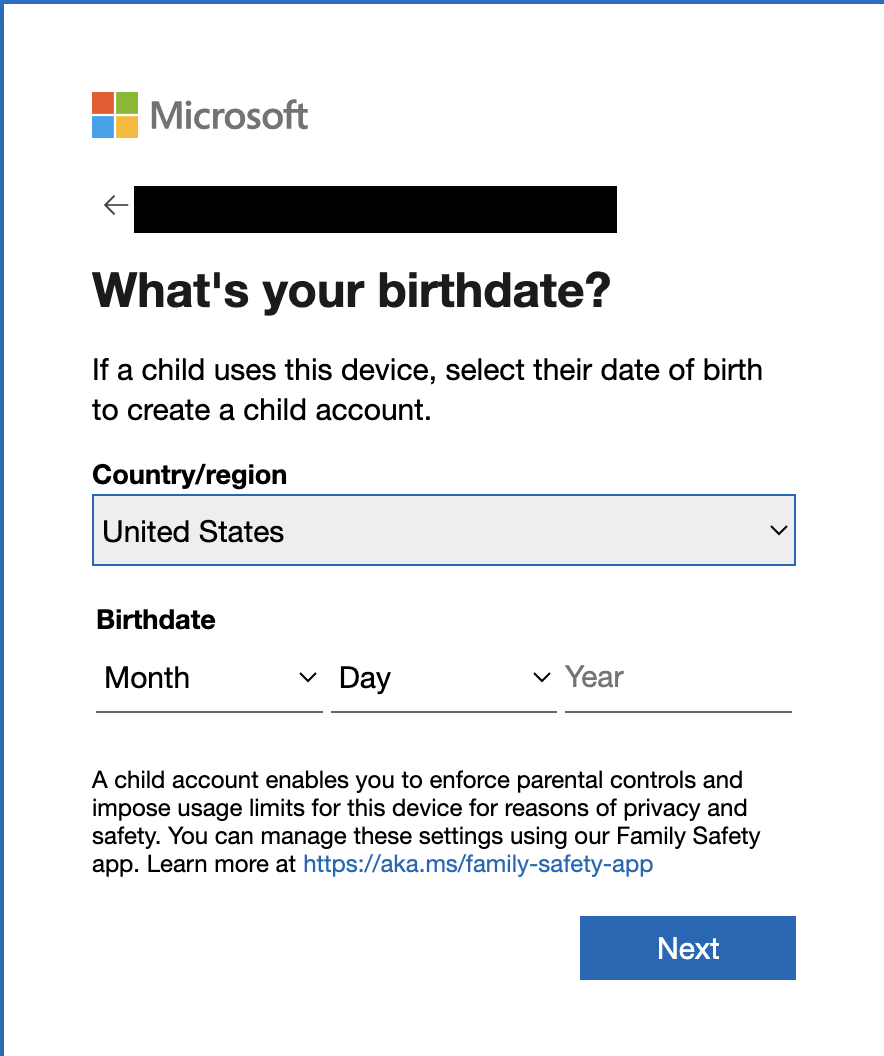 Microsoft
What's your birthdate?
If a child uses this device, select their date of birth
to create a child account.
Country/region
United States
Birthdate
Month Day Year
A child account enables you to enforce parental controls and
impose usage limits for this device for reasons of privacy and
safety. You can manage these settings using our Family Safety
app. Learn more at https://aka.ms/family-safety-app
Next